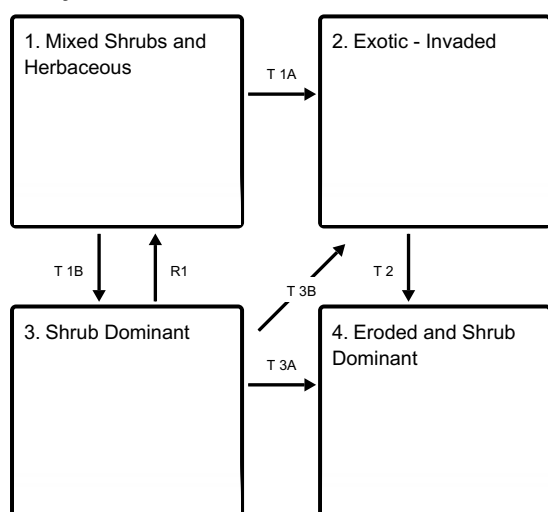 1. Mixed Shrubs and
Herbaceous
T 1A
2. Exotic - Invaded
T 1B
R1
T 3B
T 2
3. Shrub Dominant
T 3A
4. Eroded and Shrub
Dominant